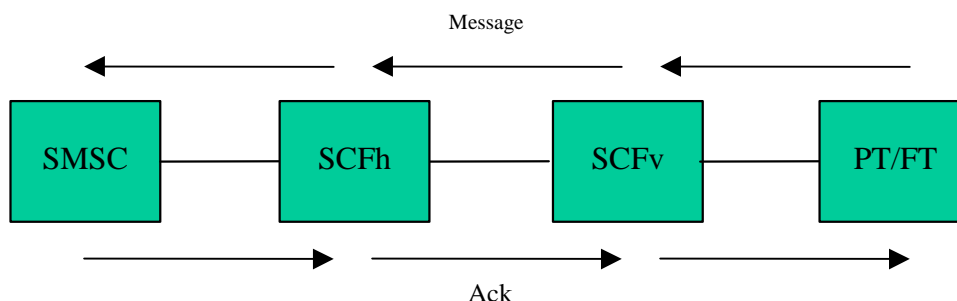 Message
SMSC
SCFh
SCFv
PT/FT
Ack